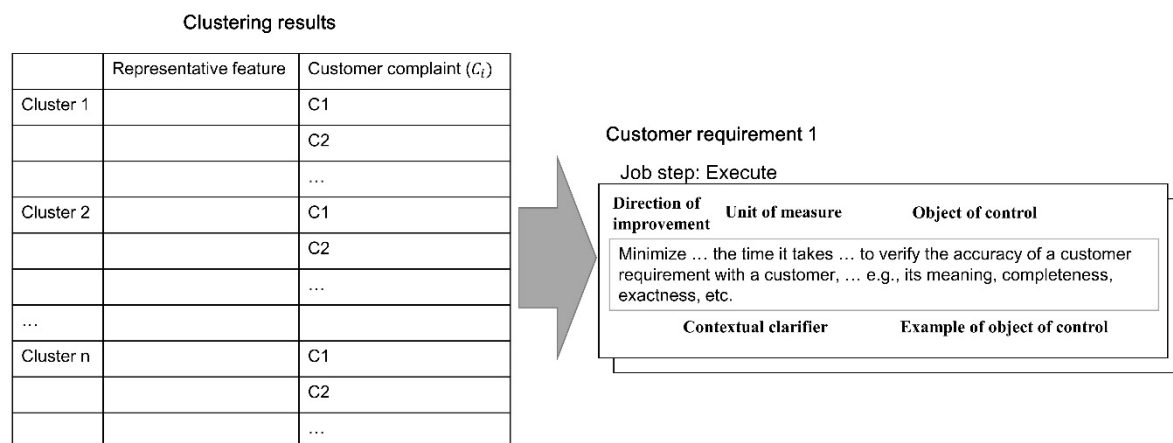 Clustering results
Representative feature Customer complaint (C_i)
Cluster 1 C1
C2
...
Cluster 2 C1
C2
...
...
Cluster n C1
C2
...
Customer requirement 1
Job step: Execute
Direction of improvement Unit of measure Object of control
Minimize ... the time it takes ... to verify the accuracy of a customer
requirement with a customer, ... e.g., its meaning, completeness,
exactness, etc.
Contextual clarifier Example of object of control